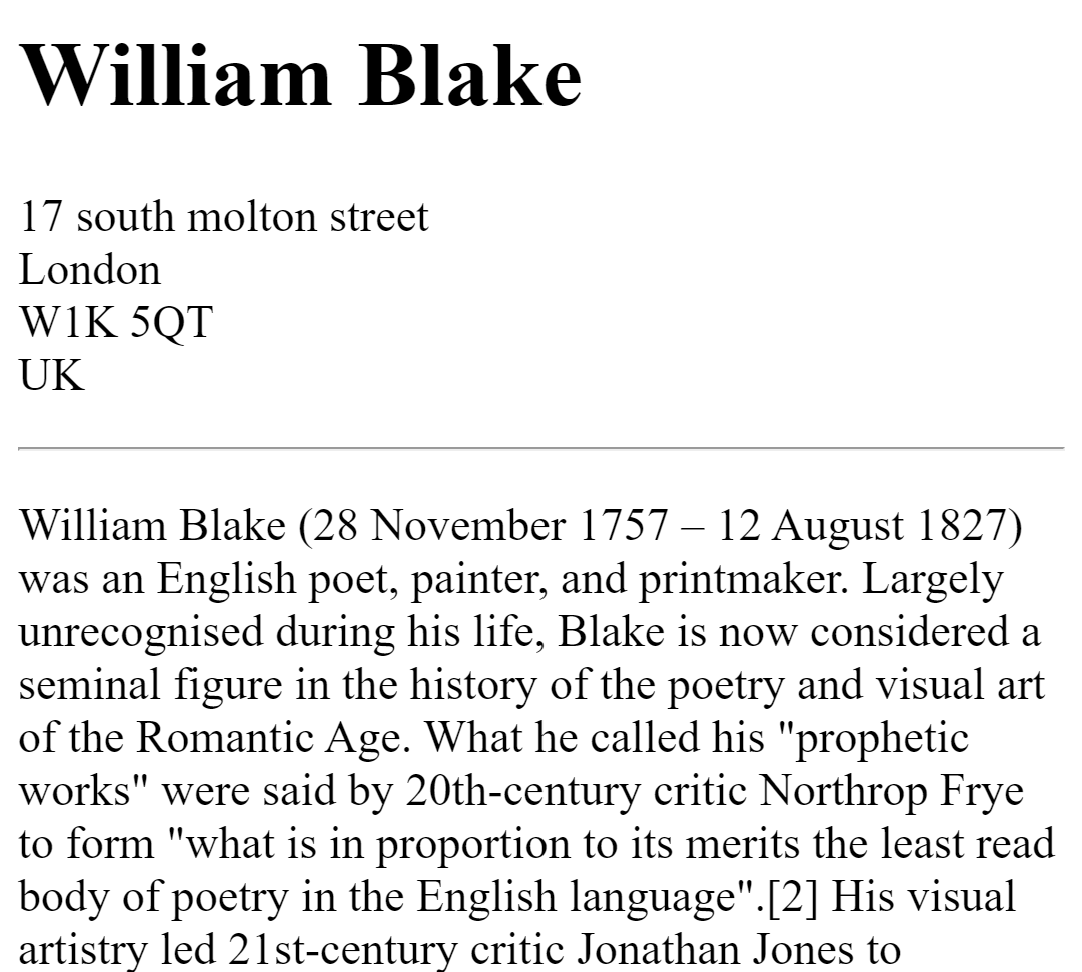 William Blake
17 south molton street
London
W1K 5QT
UK
William Blake (28 November 1757 – 12 August 1827)
was an English poet, painter, and printmaker. Largely
unrecognised during his life, Blake is now considered a
seminal figure in the history of the poetry and visual art
of the Romantic Age. What he called his "prophetic
works" were said by 20th-century critic Northrop Frye
to form "what is in proportion to its merits the least read
body of poetry in the English language".[2] His visual
artistry led 21st-century critic Jonathan Jones to